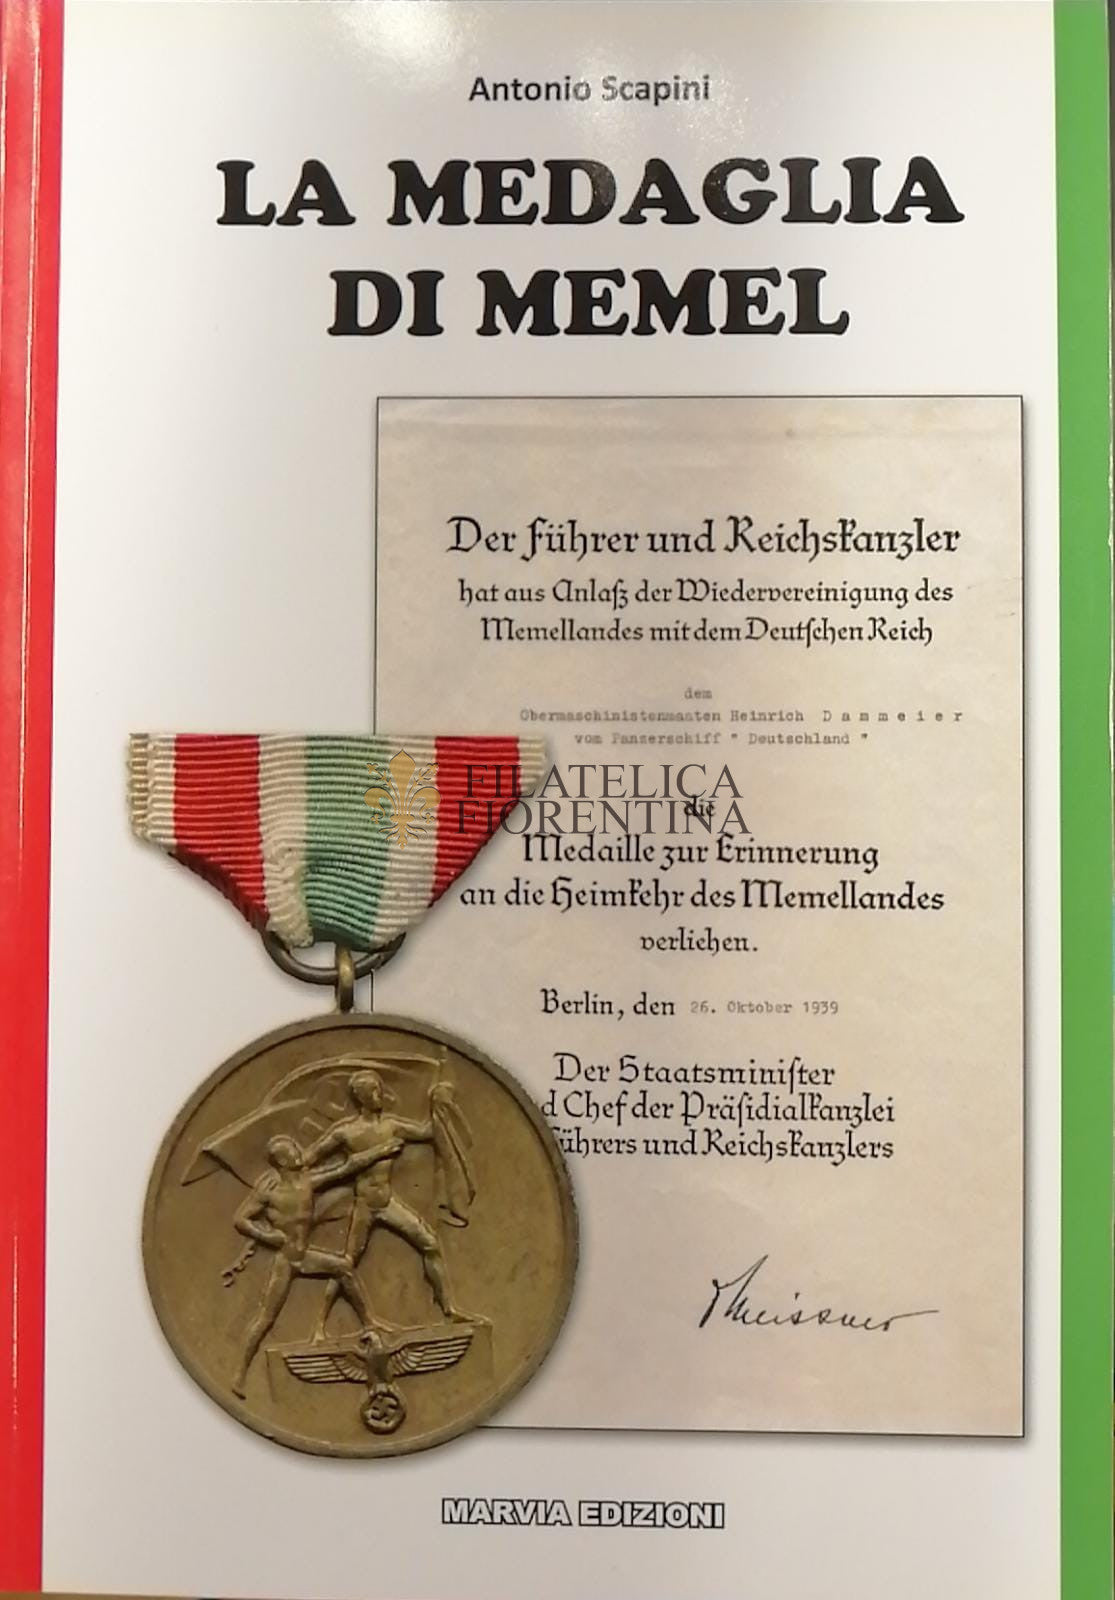 Antonio Scapini
LA MEDAGLIA
DI MEMEL
Der Führer und Reichskanzler
hat aus Anlaß der Wiedervereinigung des
Memellandes mit dem Deutſchen Reich
dem
Obermaschinistenmaaten Heinrich Dammeier
vom Panzerschiff " Deutschland "
FILATELICA
FIORENTINA
die
Medaille zur Erinnerung
an die Heimkehr des Memellandes
verliehen.
Berlin, den 26. Oktober 1939
Der Staatsminiſter
d Chef der Präſidialkanzlei
Führers und Reichskanzlers
Meissner
MARVIA EDIZIONI